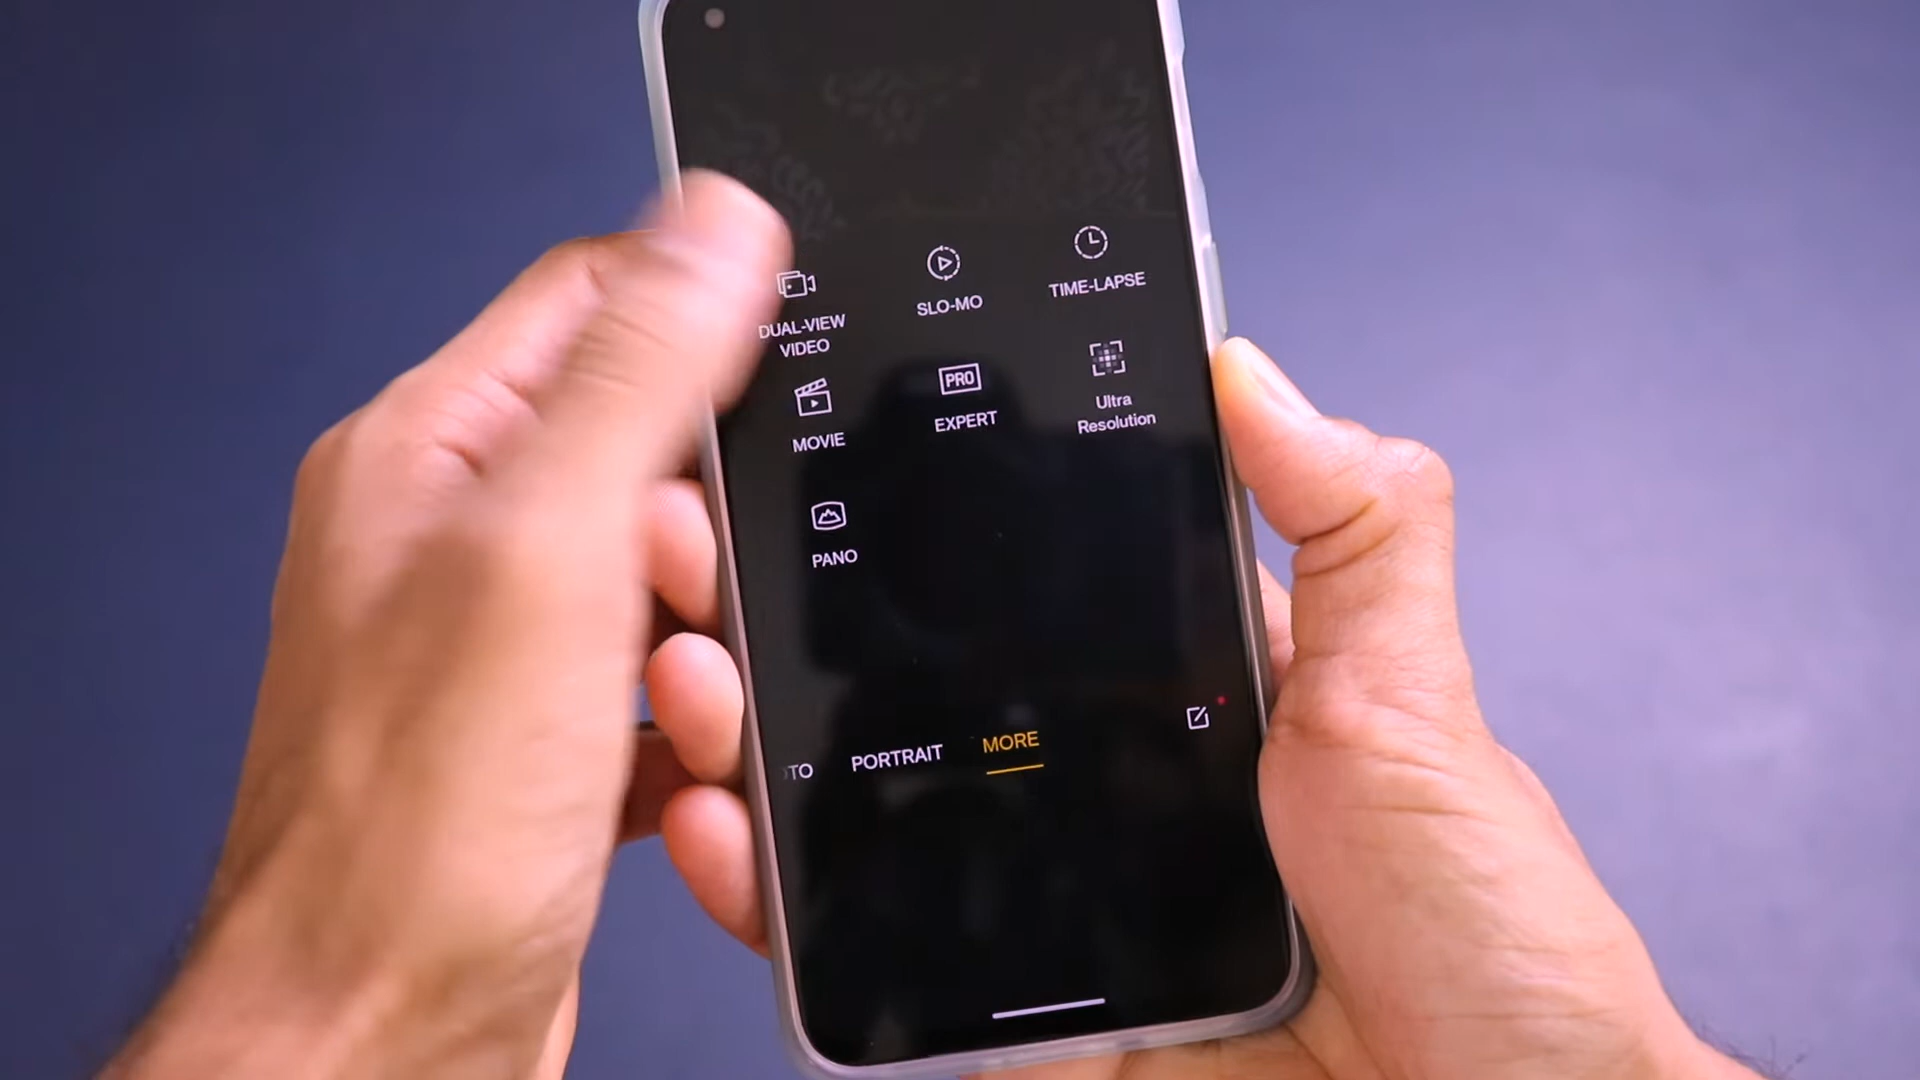 DUAL-VIEW
VIDEO
SLO-MO
TIME-LAPSE
MOVIE
PRO
EXPERT
Ultra
Resolution
PANO
TO
PORTRAIT
MORE